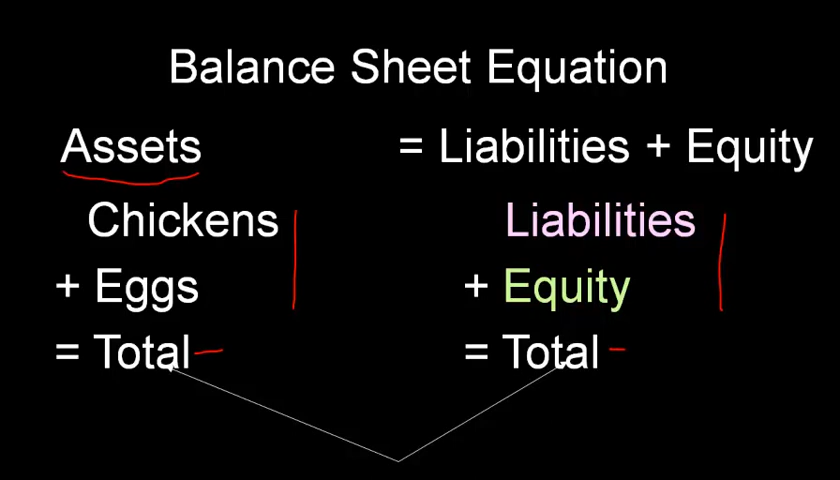 Balance Sheet Equation
Assets = Liabilities + Equity
Chickens Liabilities
+ Eggs + Equity
= Total = Total